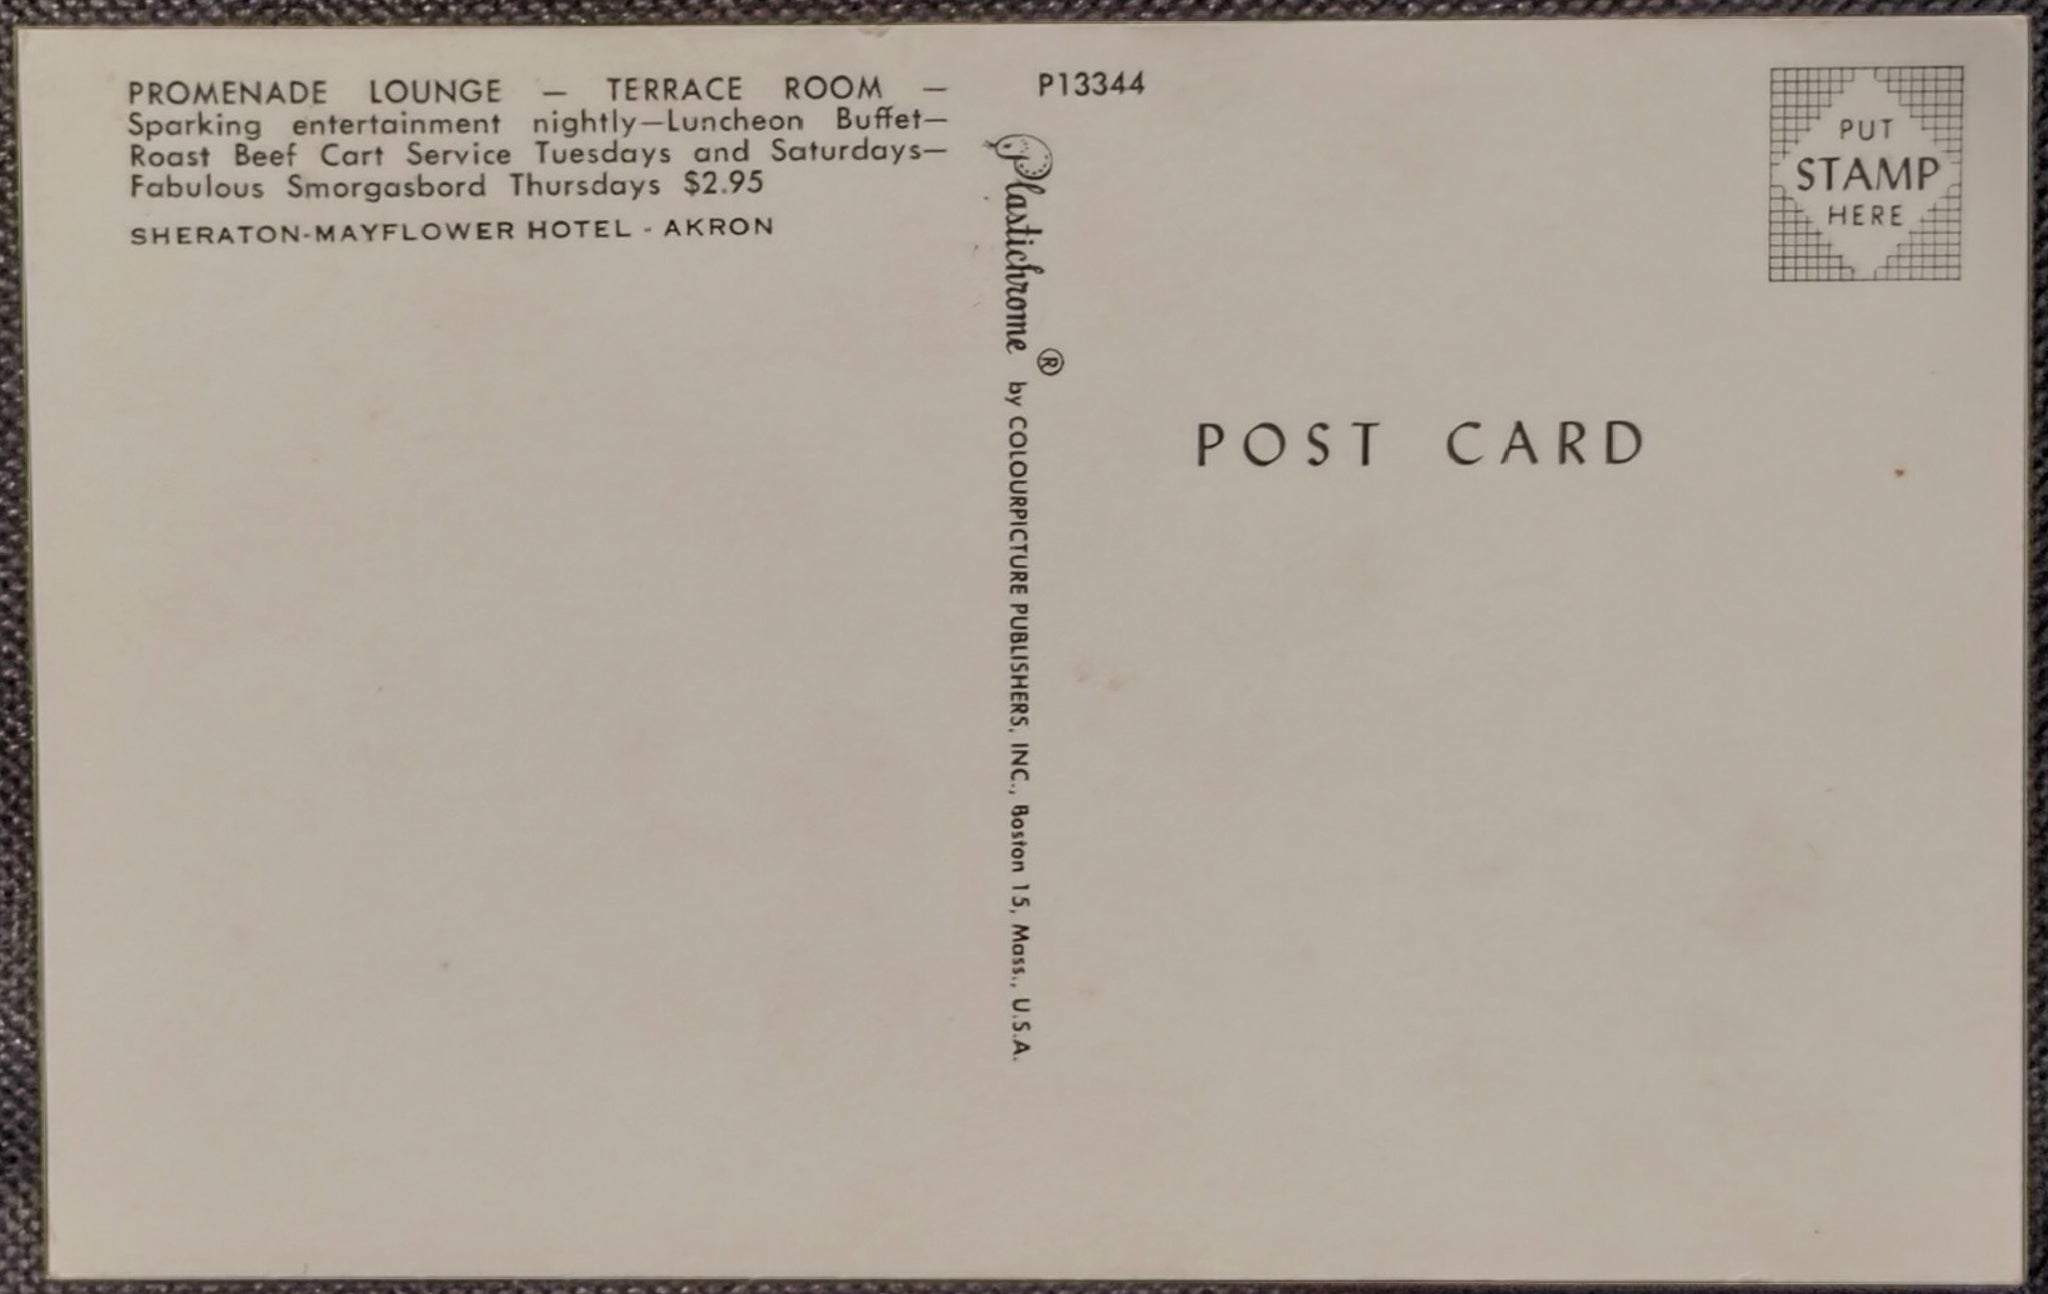 PROMENADE LOUNGE — TERRACE ROOM —
Sparking entertainment nightly—Luncheon Buffet—
Roast Beef Cart Service Tuesdays and Saturdays—
Fabulous Smorgasbord Thursdays $2.95
SHERATON-MAYFLOWER HOTEL - AKRON
P13344
Plastichrome ® by COLOURPICTURE PUBLISHERS, INC., Boston 15, Mass., U.S.A.
PUT
STAMP
HERE
POST CARD